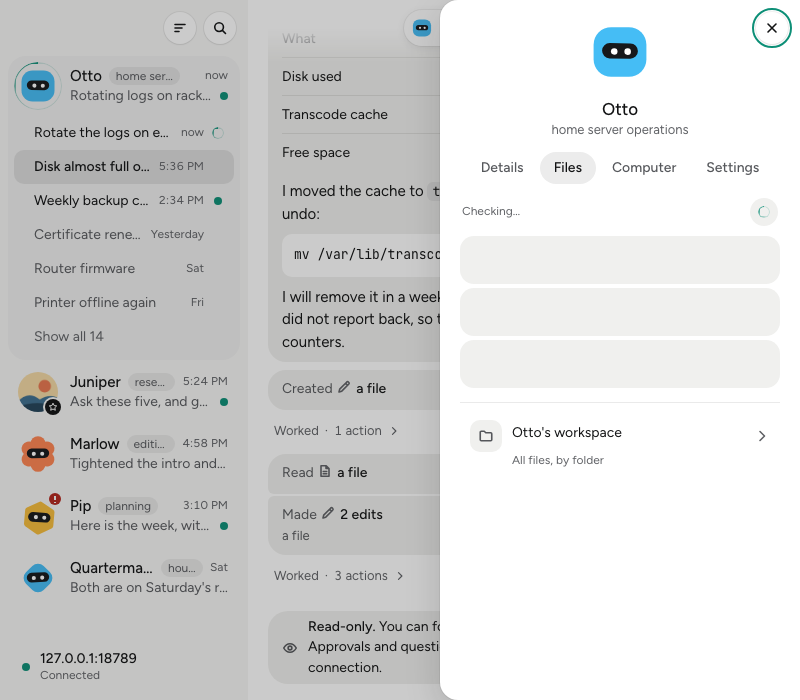 Otto
home ser...
now
Rotating logs on rack...
Rotate the logs on e...
now
Disk almost full o...
5:36 PM
Weekly backup c...
2:34 PM
Certificate rene...
Yesterday
Router firmware
Sat
Printer offline again
Fri
Show all 14
Juniper
rese...
5:24 PM
Ask these five, and g...
Marlow
editi...
4:58 PM
Tightened the intro and...
Pip
planning
3:10 PM
Here is the week, wit...
Quarterma...
hou...
Sat
Both are on Saturday's r...
127.0.0.1:18789
Connected
What
Disk used
Transcode cache
Free space
I moved the cache to
undo:
mv /var/lib/transco
I will remove it in a week
did not report back, so t
counters.
Created a file
Worked · 1 action
Read a file
Made 2 edits
a file
Worked · 3 actions
Read-only. You can fo
Approvals and questi
connection.
Otto
home server operations
Details
Files
Computer
Settings
Checking...
Otto's workspace
All files, by folder